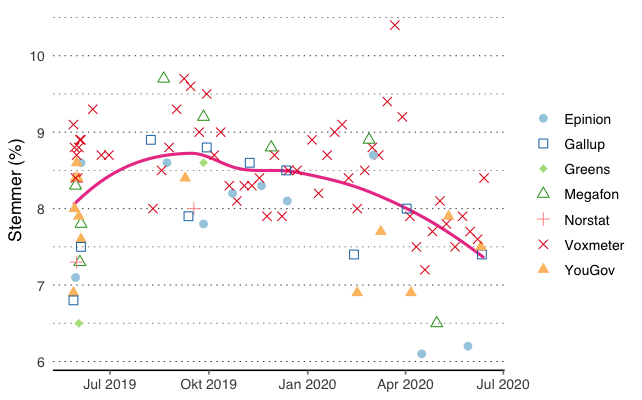 Stemmer (%)
10
9
8
7
6
Jul 2019
Okt 2019
Jan 2020
Apr 2020
Jul 2020
Epinion
Gallup
Greens
Megafon
Norstat
Voxmeter
YouGov